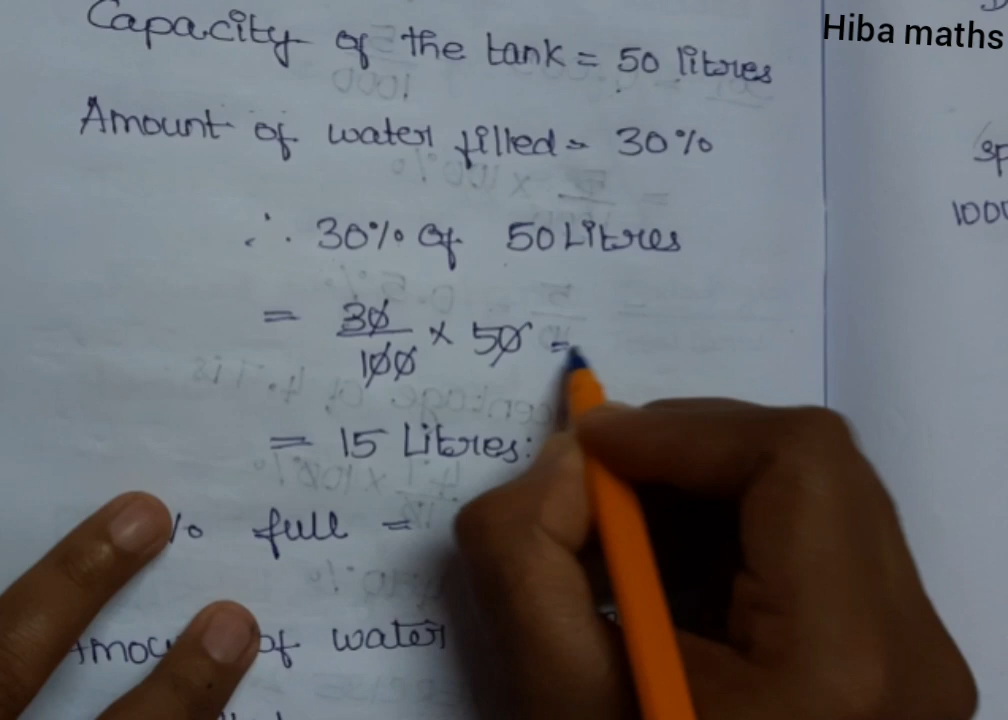 Capacity of the tank = 50 litres
Hiba maths
Amount of water filled = 30%
∴ 30% of 50 Litres
= 30/100 × 50 =
= 15 Litres:
% full =
of water
1000